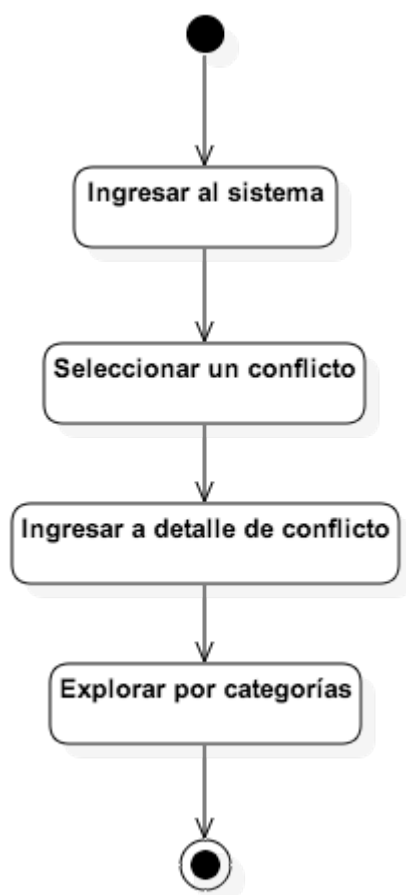 Ingresar al sistema
Seleccionar un conflicto
Ingresar a detalle de conflicto
Explorar por categorías